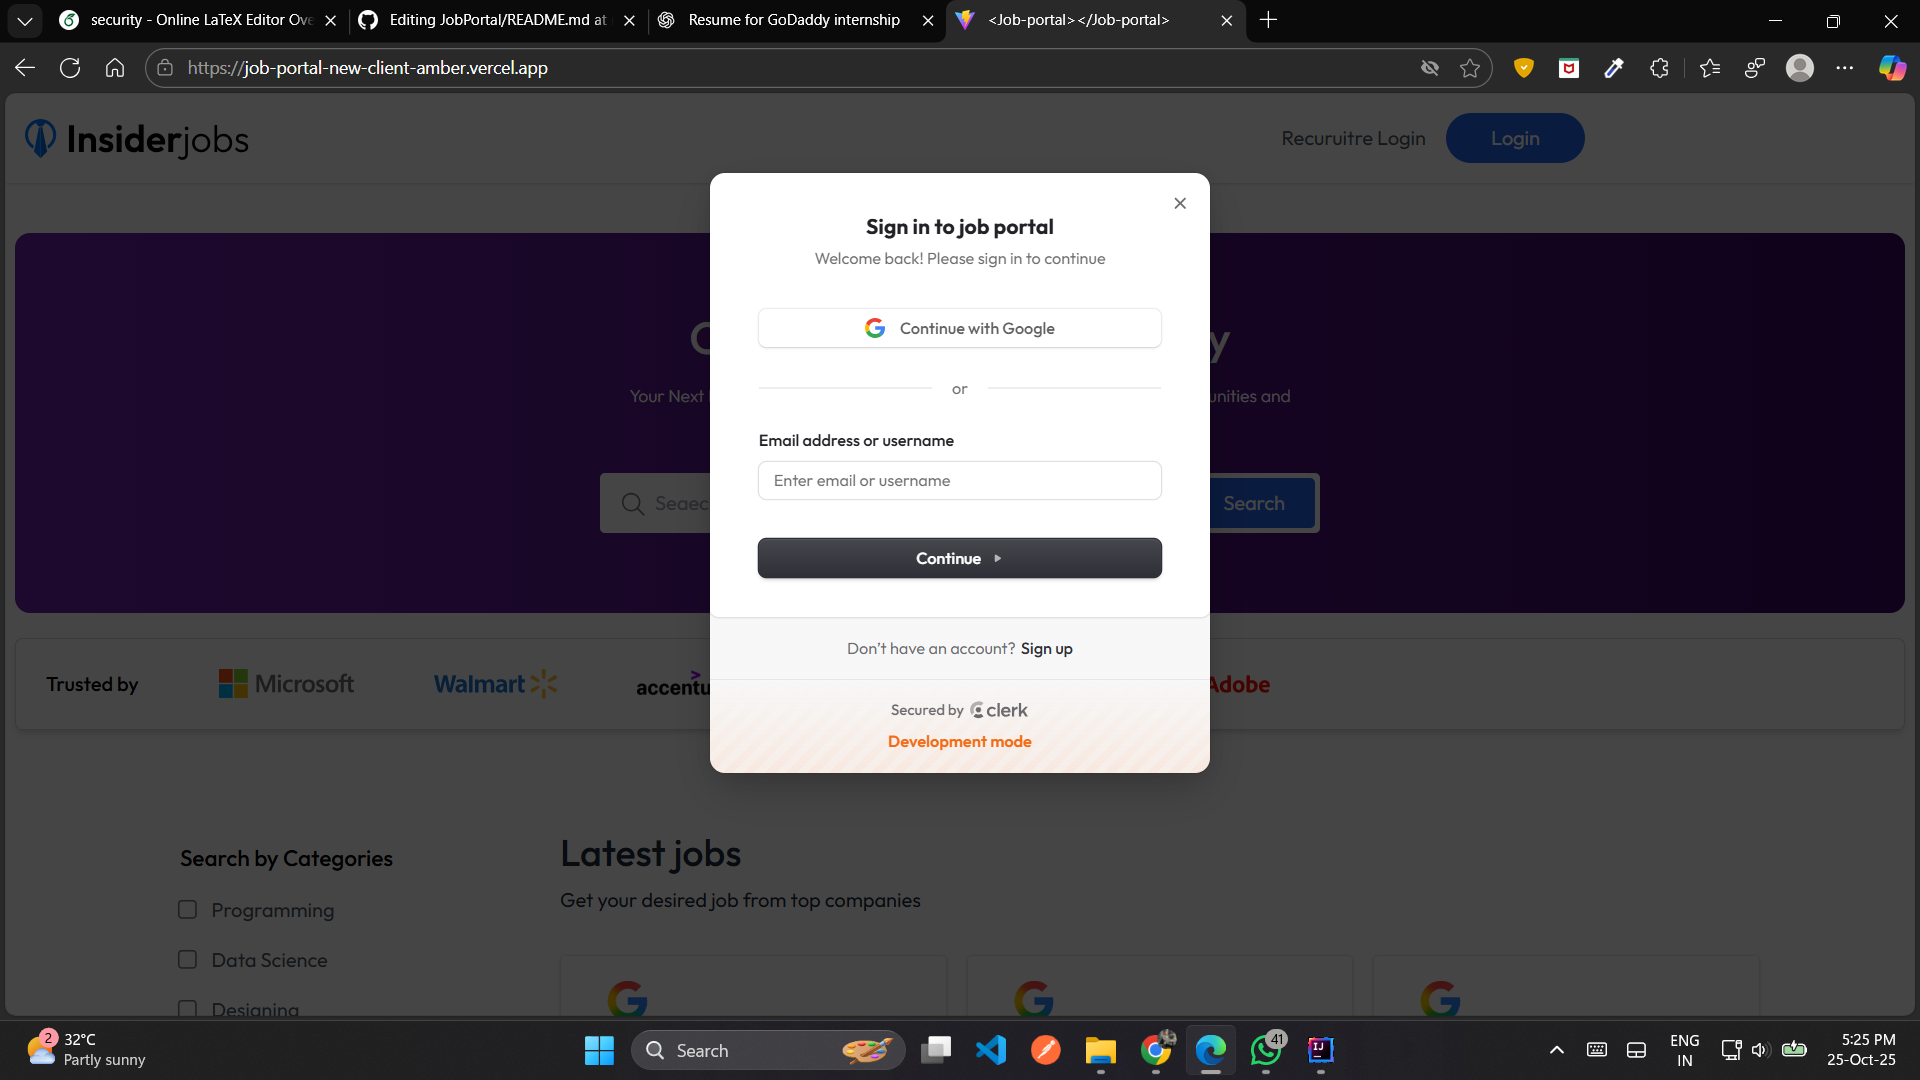 security - Online LaTeX Editor Ove
Editing JobPortal/README.md at
Resume for GoDaddy internship
<Job-portal></Job-portal>
https://job-portal-new-client-amber.vercel.app
Insiderjobs
Recuruitre Login
Login
Sign in to job portal
Welcome back! Please sign in to continue
Continue with Google
or
Your Next
unities and
Email address or username
Enter email or username
Seaec
Search
Continue
Don't have an account? Sign up
Trusted by
Microsoft
Walmart
accentu
Adobe
Secured by clerk
Development mode
Search by Categories
Programming
Data Science
Designing
Latest jobs
Get your desired job from top companies
2
32°C
Partly sunny
Search
41
IJ
ENG
IN
5:25 PM
25-Oct-25